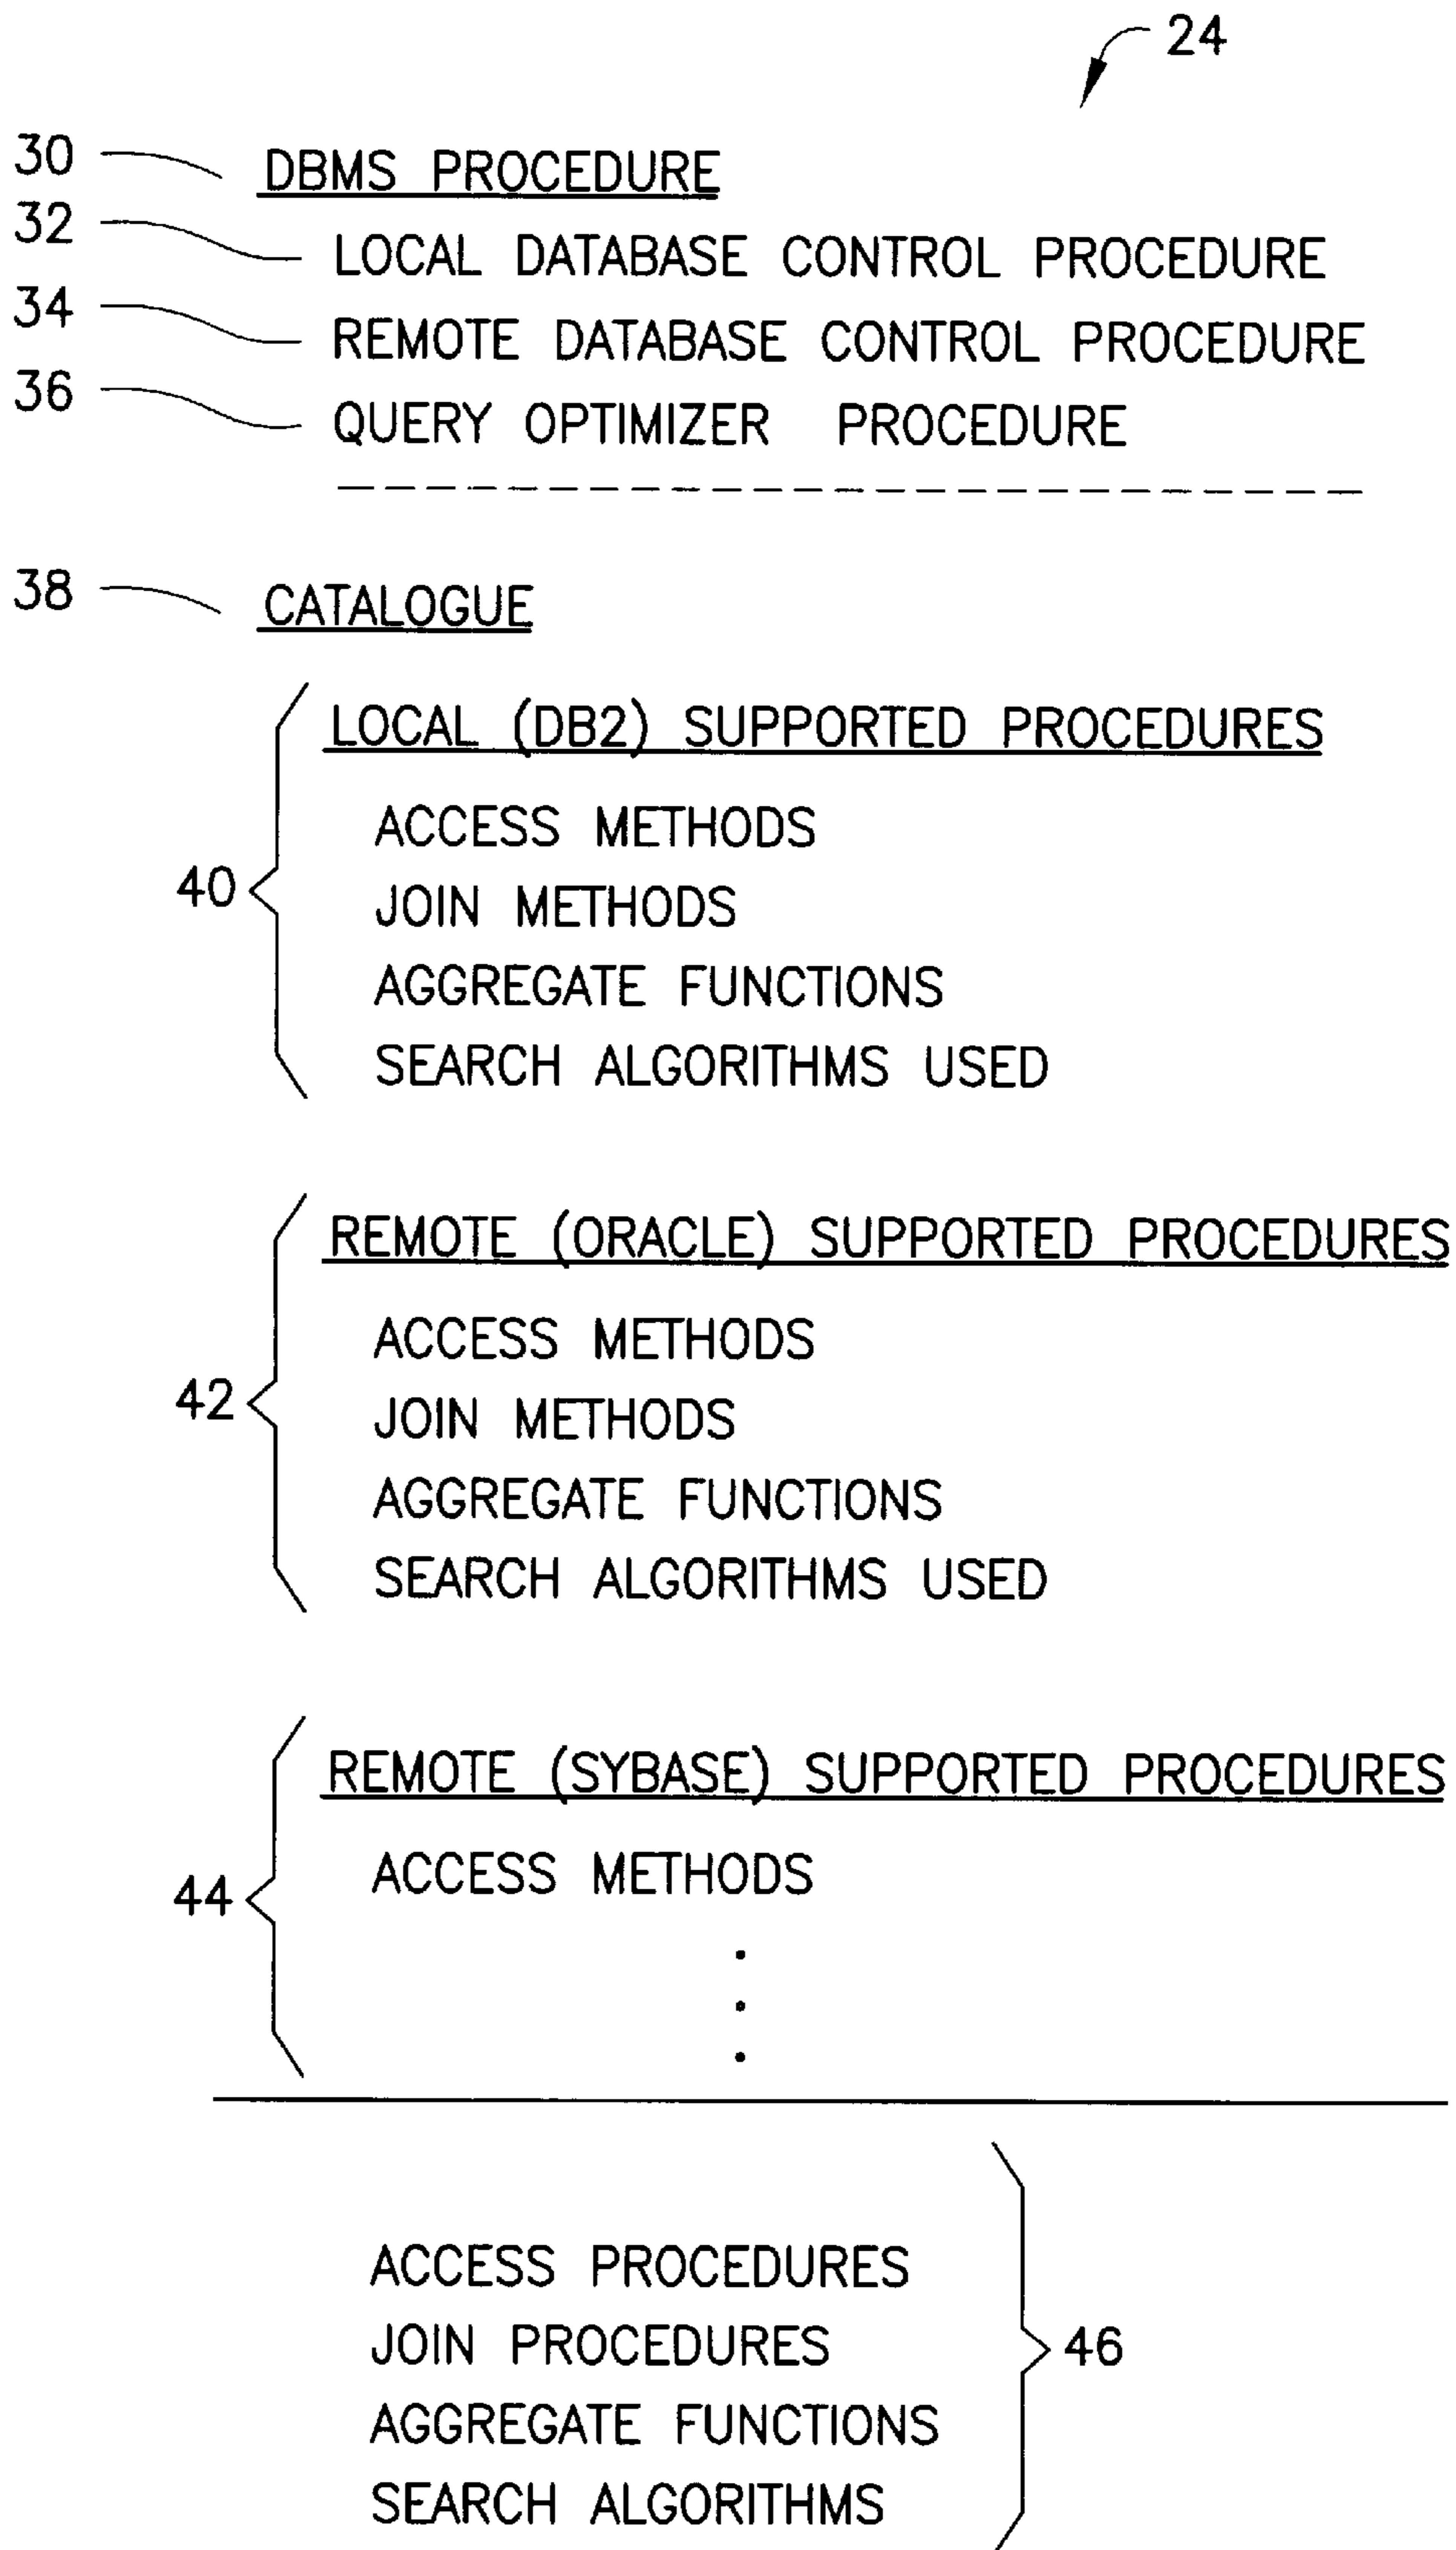 24
30 DBMS PROCEDURE
32 LOCAL DATABASE CONTROL PROCEDURE
34 REMOTE DATABASE CONTROL PROCEDURE
36 QUERY OPTIMIZER PROCEDURE
38 CATALOGUE
LOCAL (DB2) SUPPORTED PROCEDURES
ACCESS METHODS
40
JOIN METHODS
AGGREGATE FUNCTIONS
SEARCH ALGORITHMS USED
REMOTE (ORACLE) SUPPORTED PROCEDURES
ACCESS METHODS
42
JOIN METHODS
AGGREGATE FUNCTIONS
SEARCH ALGORITHMS USED
REMOTE (SYBASE) SUPPORTED PROCEDURES
ACCESS METHODS
44
ACCESS PROCEDURES
JOIN PROCEDURES
46
AGGREGATE FUNCTIONS
SEARCH ALGORITHMS